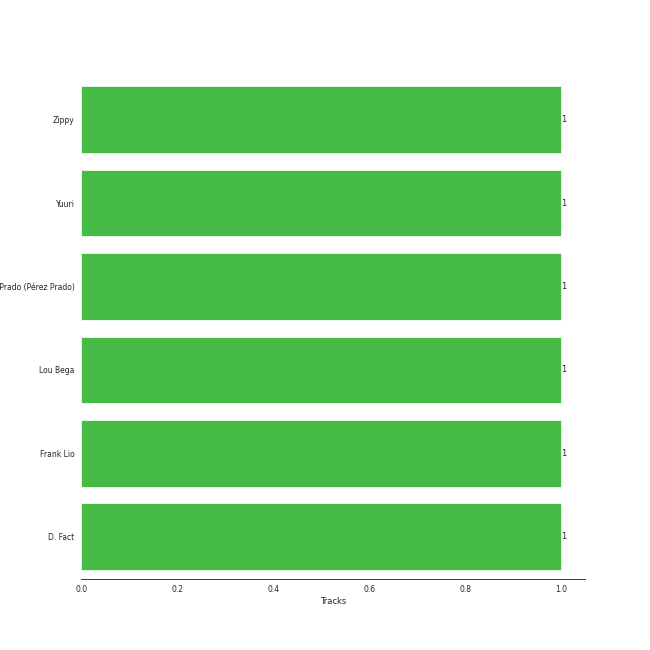 Zippy 1
Yuuri 1
Prado (Pérez Prado) 1
Lou Bega 1
Frank Lio 1
D. Fact 1
0.0 0.2 0.4 0.6 0.8 1.0
Tracks